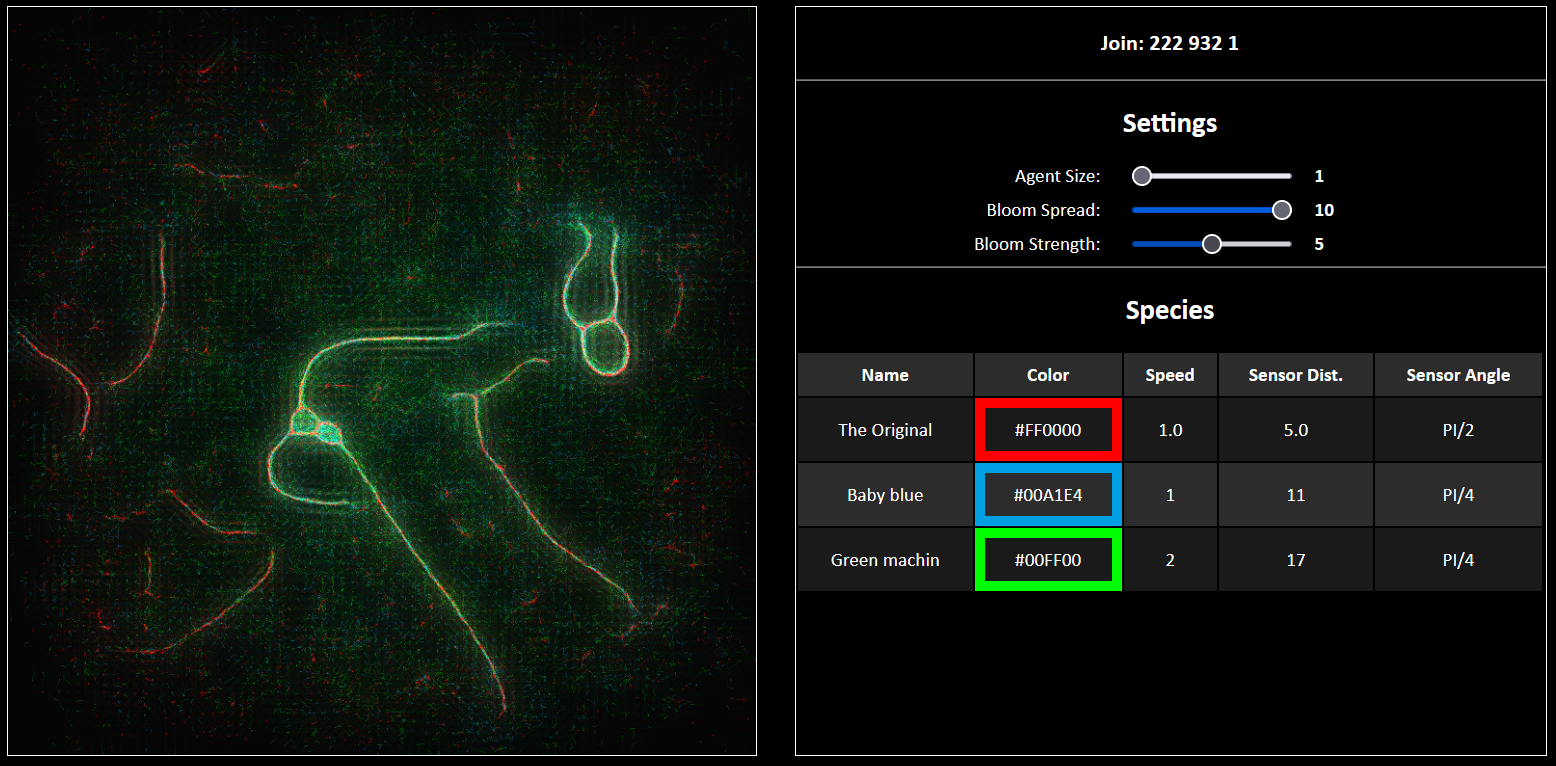 Join: 222 932 1
Settings
Agent Size: 1
Bloom Spread: 10
Bloom Strength: 5
Species
Name Color Speed Sensor Dist. Sensor Angle
The Original #FF0000 1.0 5.0 PI/2
Baby blue #00A1E4 1 11 PI/4
Green machin #00FF00 2 17 PI/4